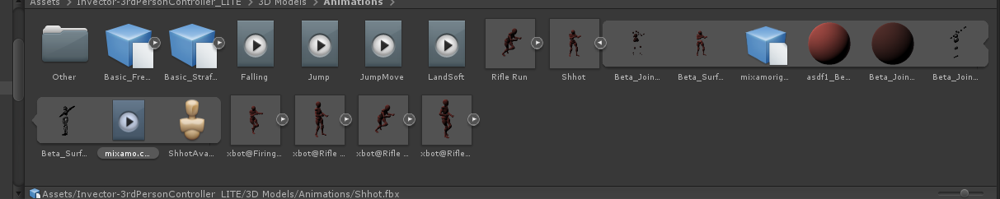 Assets > Invector-3rdPersonController_LITE > 3D Models > Animations >
Other Basic_Fre... Basic_Straf... Falling Jump JumpMove LandSoft Rifle Run Shhot Beta_Join... Beta_Surf... mixamorig... asdf1_Be... Beta_Join... Beta_Join...
Beta_Surf... mixamo.c... ShhotAva... xbot@Firing... xbot@Rifle ... xbot@Rifle ... xbot@Rifle...
Assets/Invector-3rdPersonController_LITE/3D Models/Animations/Shhot.fbx